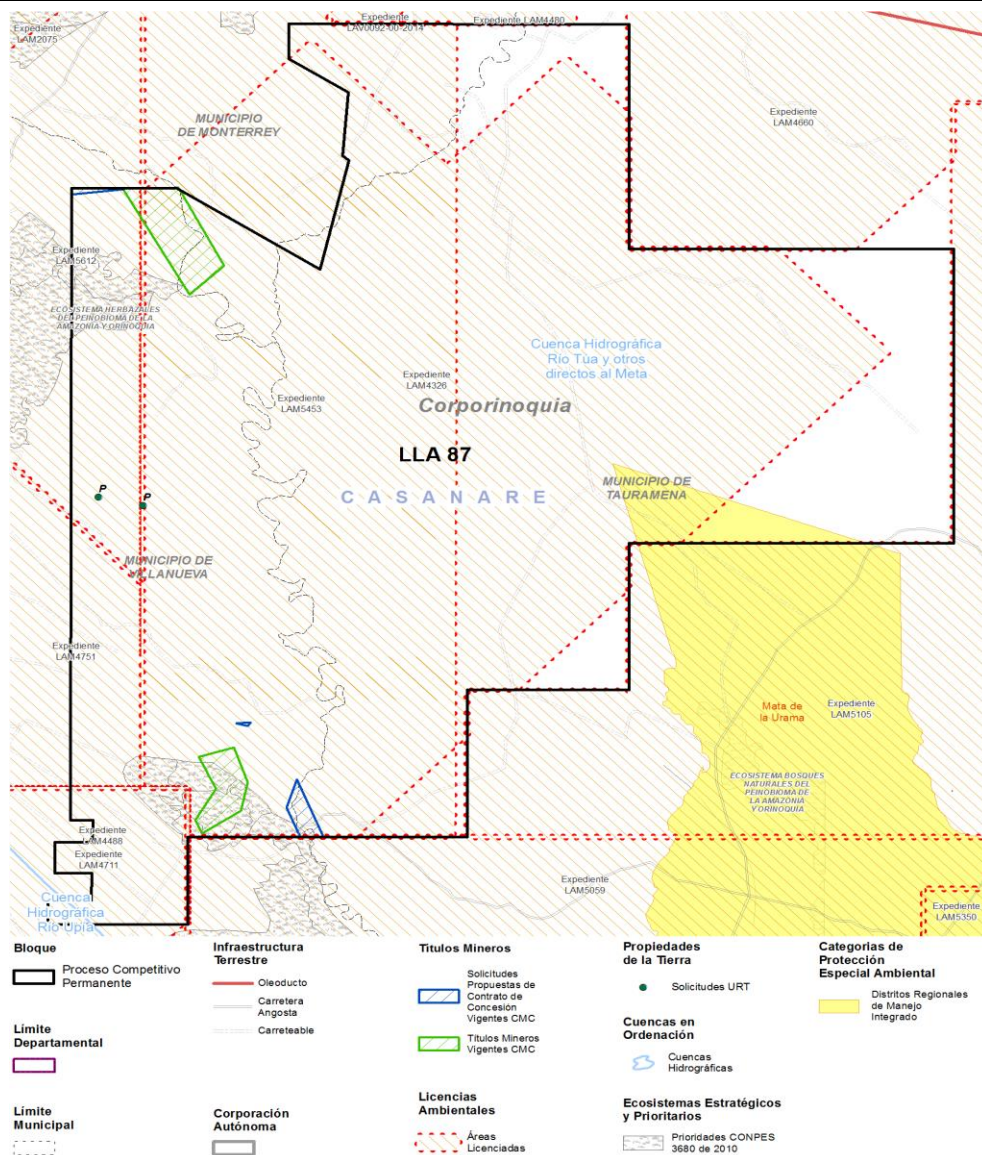 Expediente
LAM2075
Expediente
LAV0092-00-2014
Expediente LAM4480
MUNICIPIO
DE MONTERREY
Expediente
LAM4660
Expediente
LAM5612
ECOSISTEMA HERBAZALES
DEL PEINOBIOMA DE LA
AMAZONIA Y ORINOQUIA
Cuenca Hidrográfica
Río Túa y otros
directos al Meta
Expediente
LAM4326
Expediente
LAM5453
Corporinoquia
LLA 87
CASANARE
MUNICIPIO DE
TAURAMENA
P
P
MUNICIPIO DE
VILLANUEVA
Expediente
LAM4751
Mata de
la Urama
Expediente
LAM5105
ECOSISTEMA BOSQUES
NATURALES DEL
PEINOBIOMA DE
LA AMAZONIA
Y ORINOQUIA
Expediente
LAM4488
Expediente
LAM4711
Expediente
LAM5059
Cuenca
Hidrográfica
Río Upía
Expediente
LAM5350
Bloque
Proceso Competitivo
Permanente
Límite
Departamental
Límite
Municipal
Infraestructura
Terrestre
Oleoducto
Carretera
Angosta
Carreteable
Corporación
Autónoma
Titulos Mineros
Solicitudes
Propuestas de
Contrato de
Concesión
Vigentes CMC
Títulos Mineros
Vigentes CMC
Licencias
Ambientales
Áreas
Licenciadas
Propiedades
de la Tierra
Solicitudes URT
Cuencas en
Ordenación
Cuencas
Hidrográficas
Ecosistemas Estratégicos
y Prioritarios
Prioridades CONPES
3680 de 2010
Categorias de
Protección
Especial Ambiental
Distritos Regionales
de Manejo
Integrado